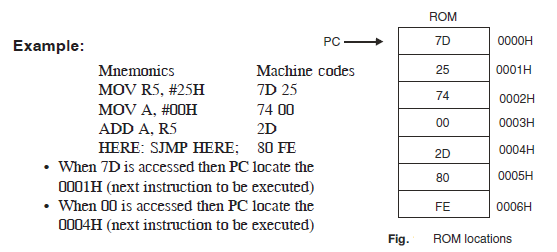 ROM
Example:
PC
7D 0000H
25 0001H
74 0002H
00 0003H
2D 0004H
80 0005H
FE 0006H
Mnemonics Machine codes
MOV R5, #25H 7D 25
MOV A, #00H 74 00
ADD A, R5 2D
HERE: SJMP HERE; 80 FE
• When 7D is accessed then PC locate the
0001H (next instruction to be executed)
• When 00 is accessed then PC locate the
0004H (next instruction to be executed)
Fig. ROM locations